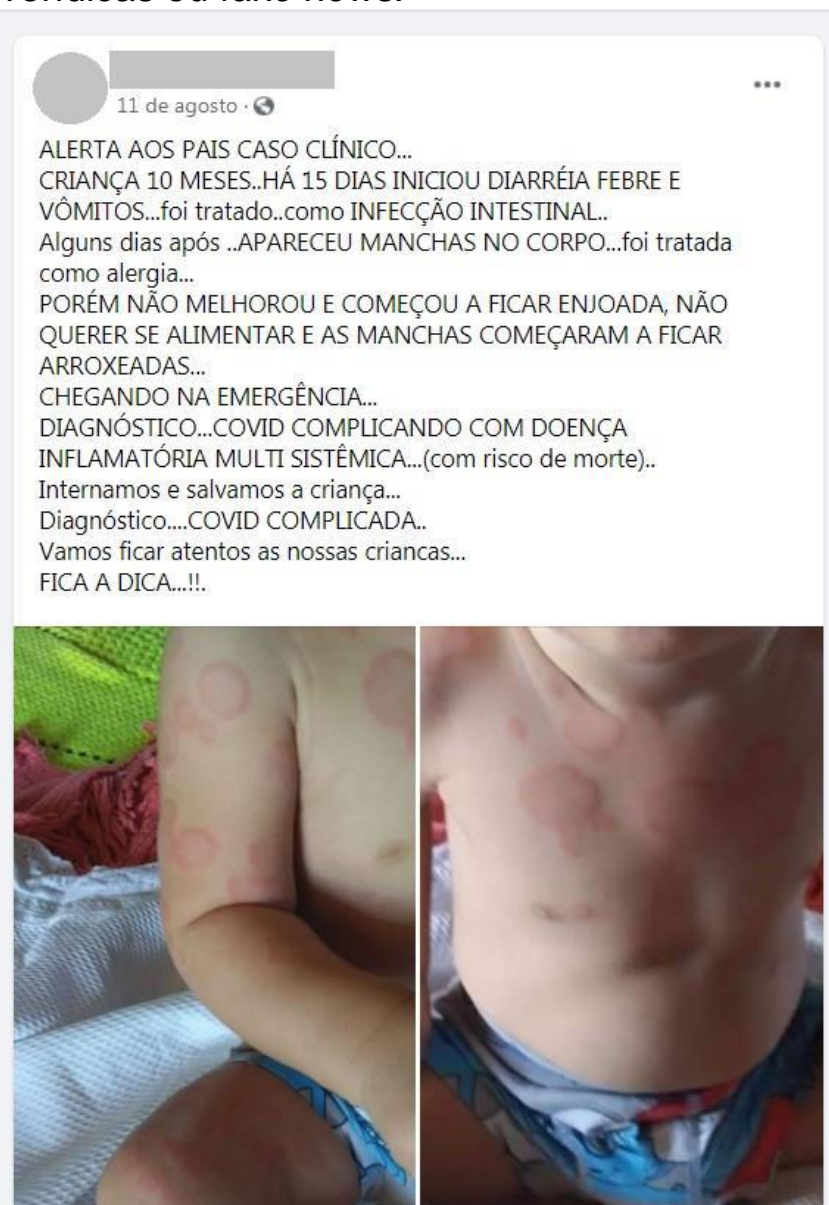 11 de agosto ·
ALERTA AOS PAIS CASO CLÍNICO...
CRIANÇA 10 MESES..HÁ 15 DIAS INICIOU DIARRÉIA FEBRE E
VÔMITOS...foi tratado..como INFECÇÃO INTESTINAL..
Alguns dias após ..APARECEU MANCHAS NO CORPO...foi tratada
como alergia...
PORÉM NÃO MELHOROU E COMEÇOU A FICAR ENJOADA, NÃO
QUERER SE ALIMENTAR E AS MANCHAS COMEÇARAM A FICAR
ARROXEADAS...
CHEGANDO NA EMERGÊNCIA...
DIAGNÓSTICO...COVID COMPLICANDO COM DOENÇA
INFLAMATÓRIA MULTI SISTÊMICA...(com risco de morte)..
Internamos e salvamos a criança...
Diagnóstico....COVID COMPLICADA..
Vamos ficar atentos as nossas criancas...
FICA A DICA...!!.